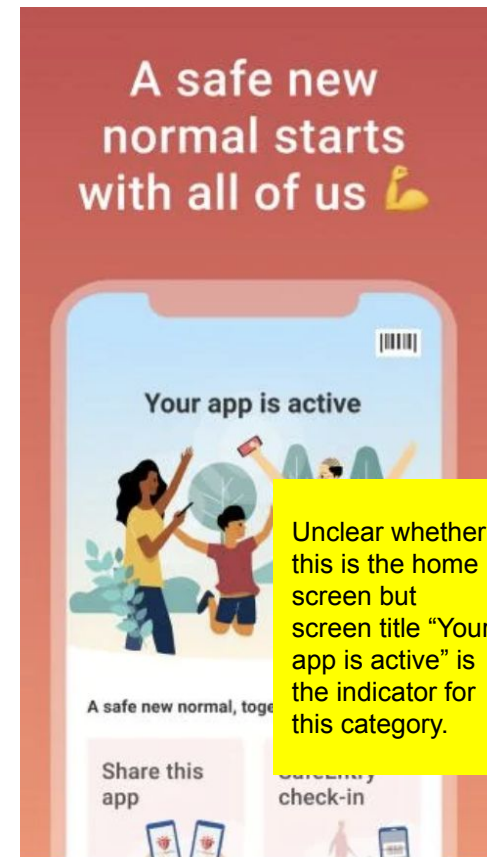 A safe new
normal starts
with all of us 💪
Your app is active
Unclear whether
this is the home
screen but
screen title “Your
app is active” is
the indicator for
this category.
A safe new normal, toge
Share this
app
SafeEntry
check-in